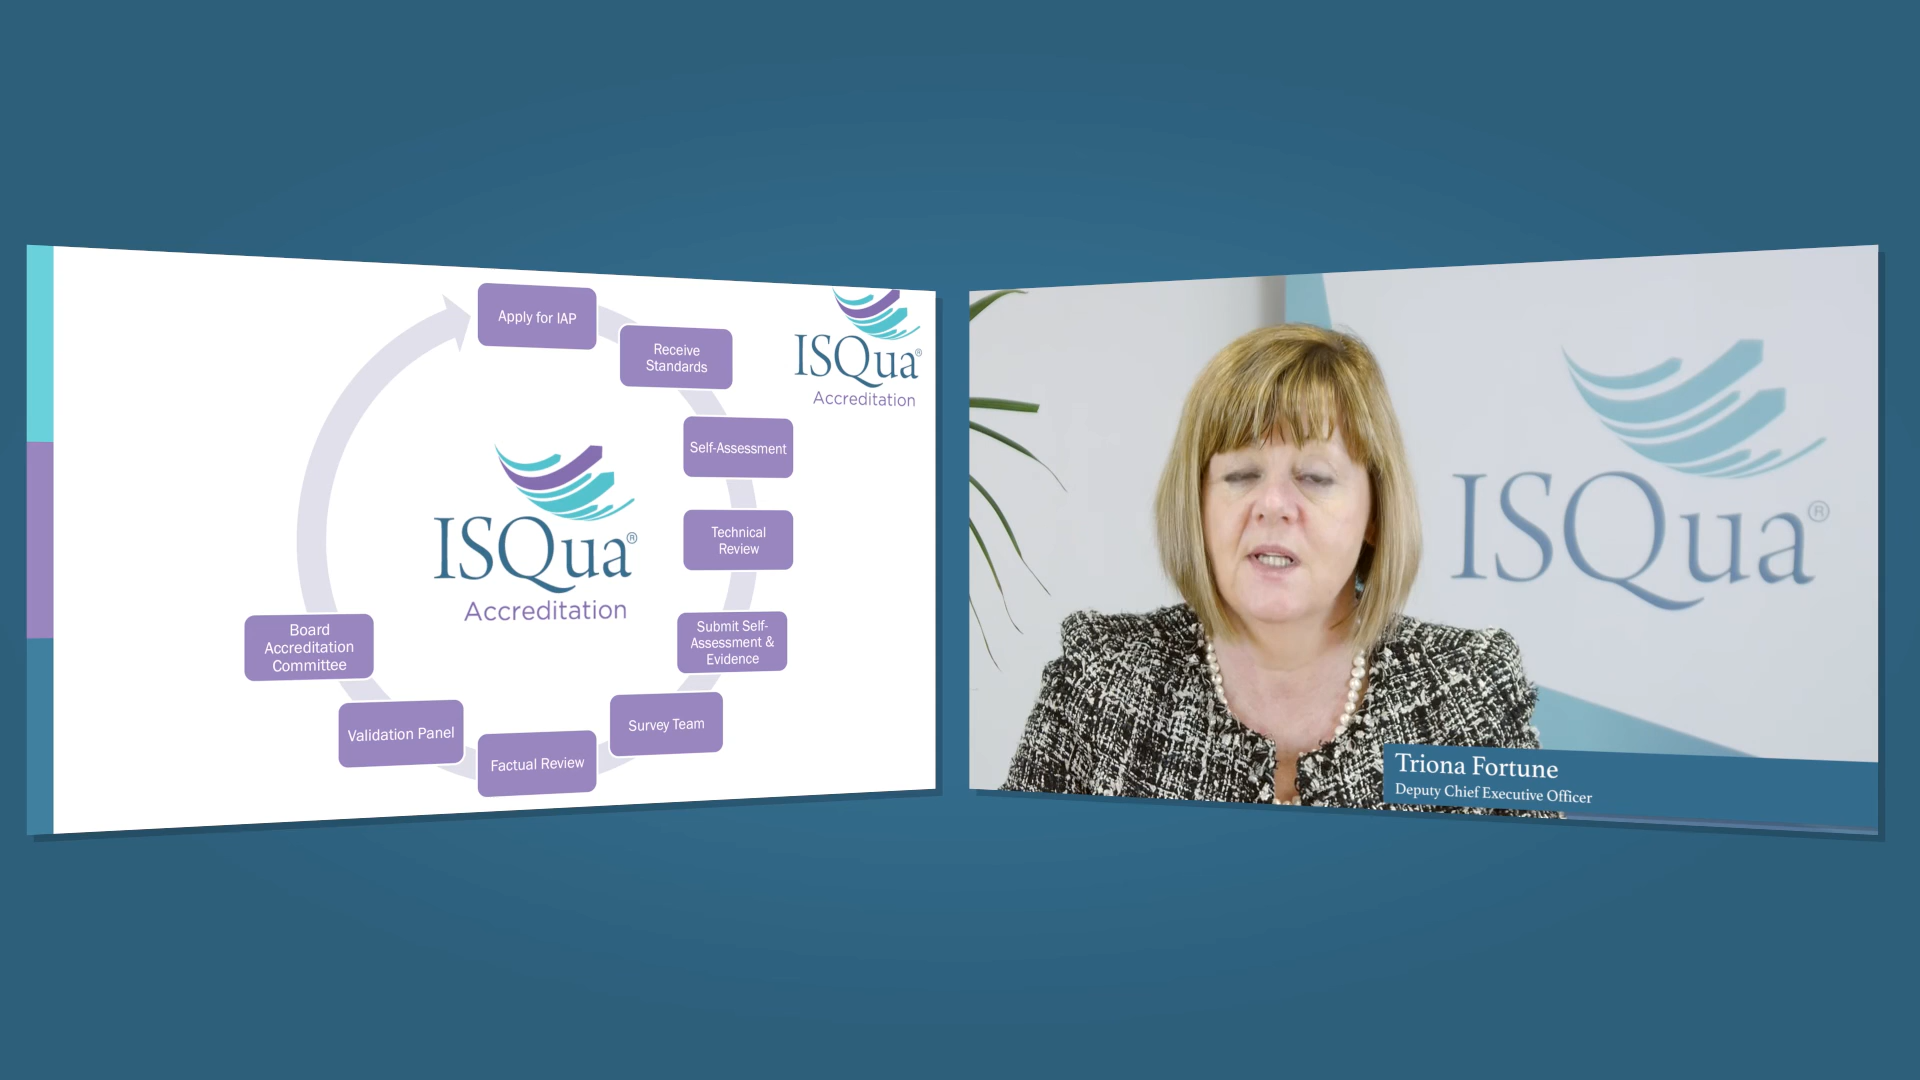 Apply for IAP
Receive
Standards
Self-Assessment
Technical
Review
Submit Self-
Assessment &
Evidence
Survey Team
Factual Review
Validation Panel
Board
Accreditation
Committee
ISQua®
Accreditation
ISQua®
Accreditation
ISQua®
Triona Fortune
Deputy Chief Executive Officer